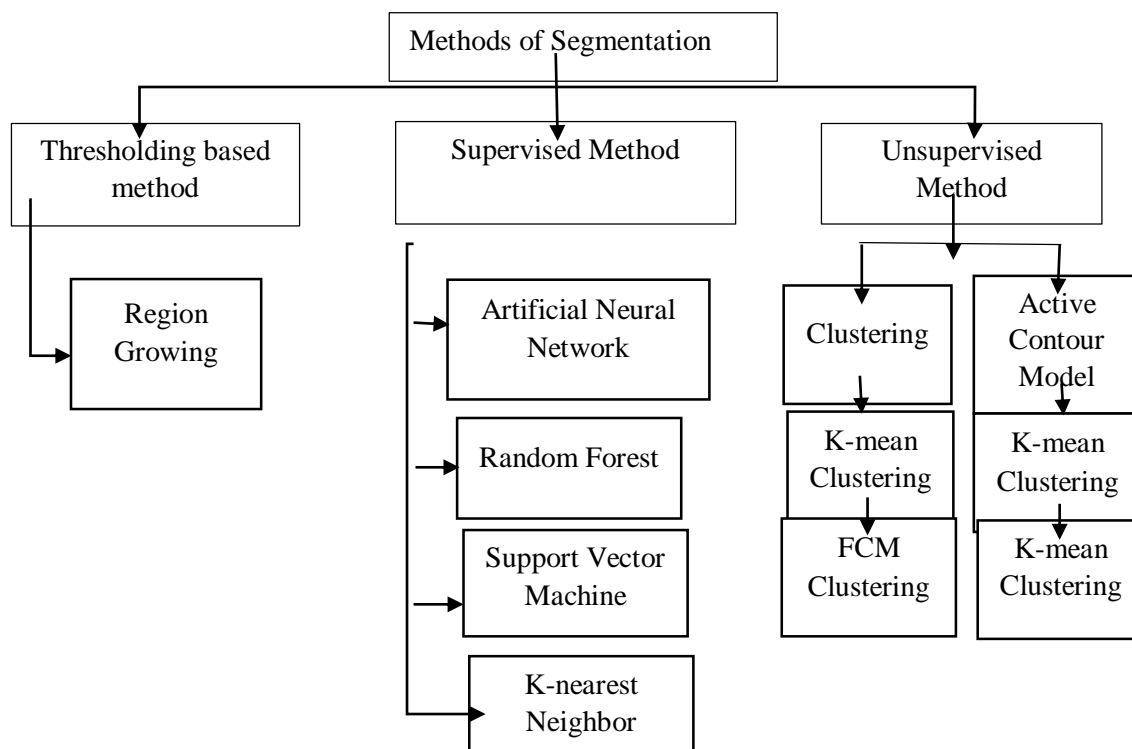 Methods of Segmentation
Thresholding based
method
Supervised Method
Unsupervised
Method
Region
Growing
Artificial Neural
Network
Random Forest
Support Vector
Machine
K-nearest
Neighbor
Clustering
K-mean
Clustering
FCM
Clustering
Active
Contour
Model
K-mean
Clustering
K-mean
Clustering